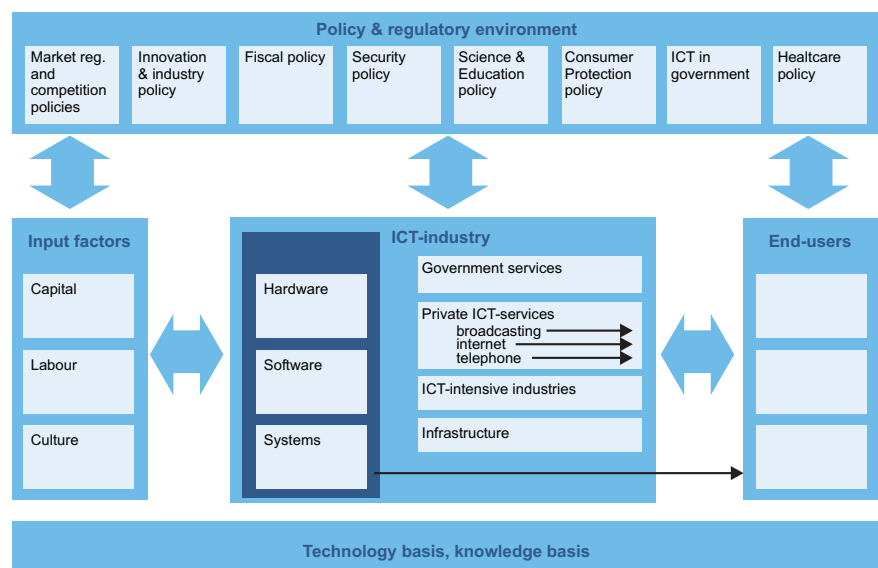 Policy & regulatory environment
Market reg.
and
competition
policies
Innovation
& industry
policy
Fiscal policy
Security
policy
Science &
Education
policy
Consumer
Protection
policy
ICT in
government
Healtcare
policy
Input factors
Capital
Labour
Culture
ICT-industry
Hardware
Software
Systems
Government services
Private ICT-services
broadcasting
internet
telephone
ICT-intensive industries
Infrastructure
End-users
Technology basis, knowledge basis